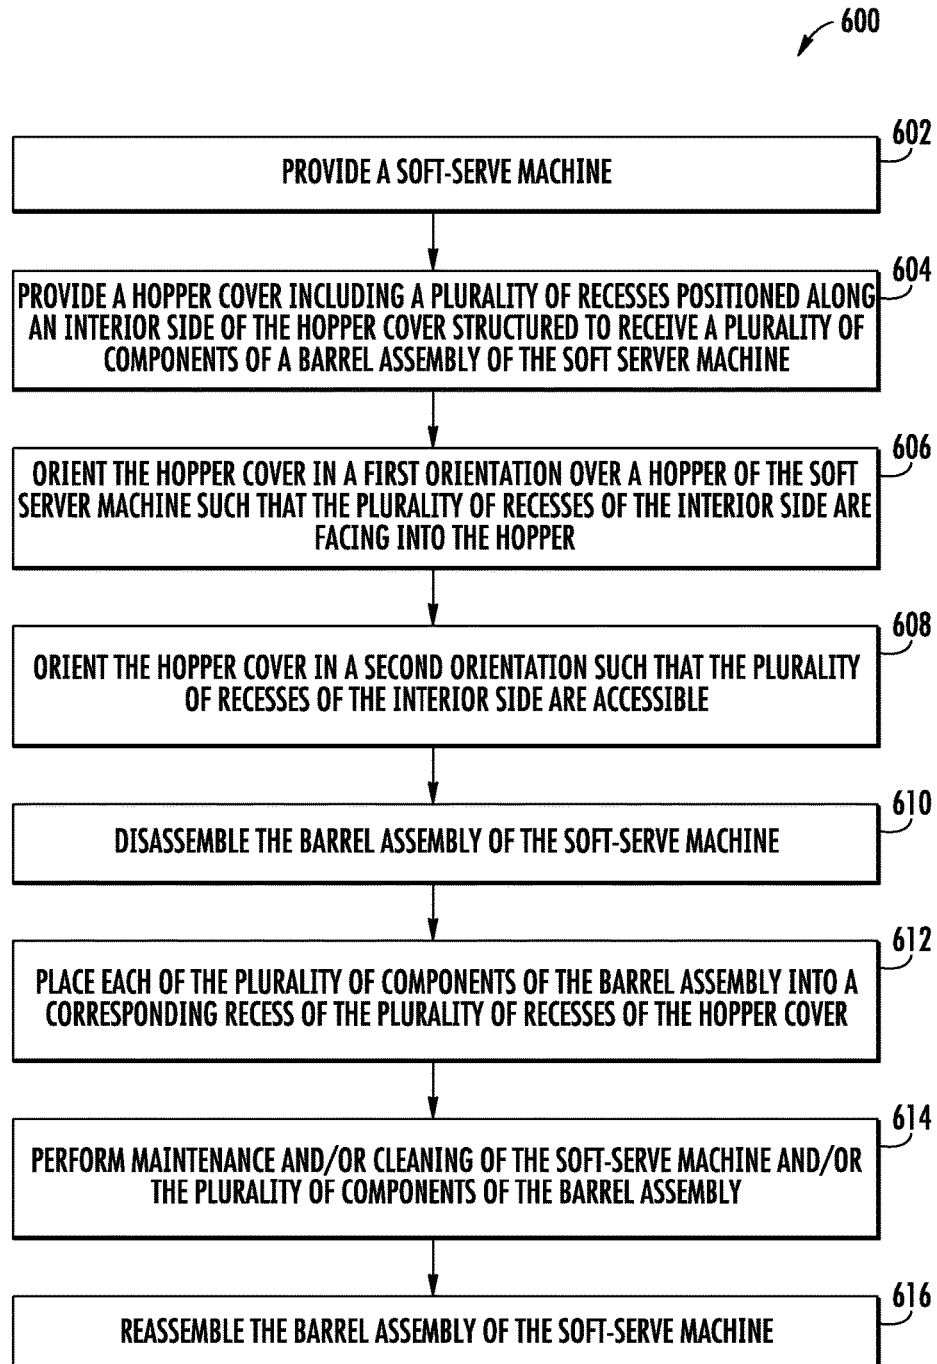 600
602
PROVIDE A SOFT-SERVE MACHINE
604
PROVIDE A HOPPER COVER INCLUDING A PLURALITY OF RECESSES POSITIONED ALONG
AN INTERIOR SIDE OF THE HOPPER COVER STRUCTURED TO RECEIVE A PLURALITY OF
COMPONENTS OF A BARREL ASSEMBLY OF THE SOFT SERVER MACHINE
606
ORIENT THE HOPPER COVER IN A FIRST ORIENTATION OVER A HOPPER OF THE SOFT
SERVER MACHINE SUCH THAT THE PLURALITY OF RECESSES OF THE INTERIOR SIDE ARE
FACING INTO THE HOPPER
608
ORIENT THE HOPPER COVER IN A SECOND ORIENTATION SUCH THAT THE PLURALITY
OF RECESSES OF THE INTERIOR SIDE ARE ACCESSIBLE
610
DISASSEMBLE THE BARREL ASSEMBLY OF THE SOFT-SERVE MACHINE
612
PLACE EACH OF THE PLURALITY OF COMPONENTS OF THE BARREL ASSEMBLY INTO A
CORRESPONDING RECESS OF THE PLURALITY OF RECESSES OF THE HOPPER COVER
614
PERFORM MAINTENANCE AND/OR CLEANING OF THE SOFT-SERVE MACHINE AND/OR
THE PLURALITY OF COMPONENTS OF THE BARREL ASSEMBLY
616
REASSEMBLE THE BARREL ASSEMBLY OF THE SOFT-SERVE MACHINE